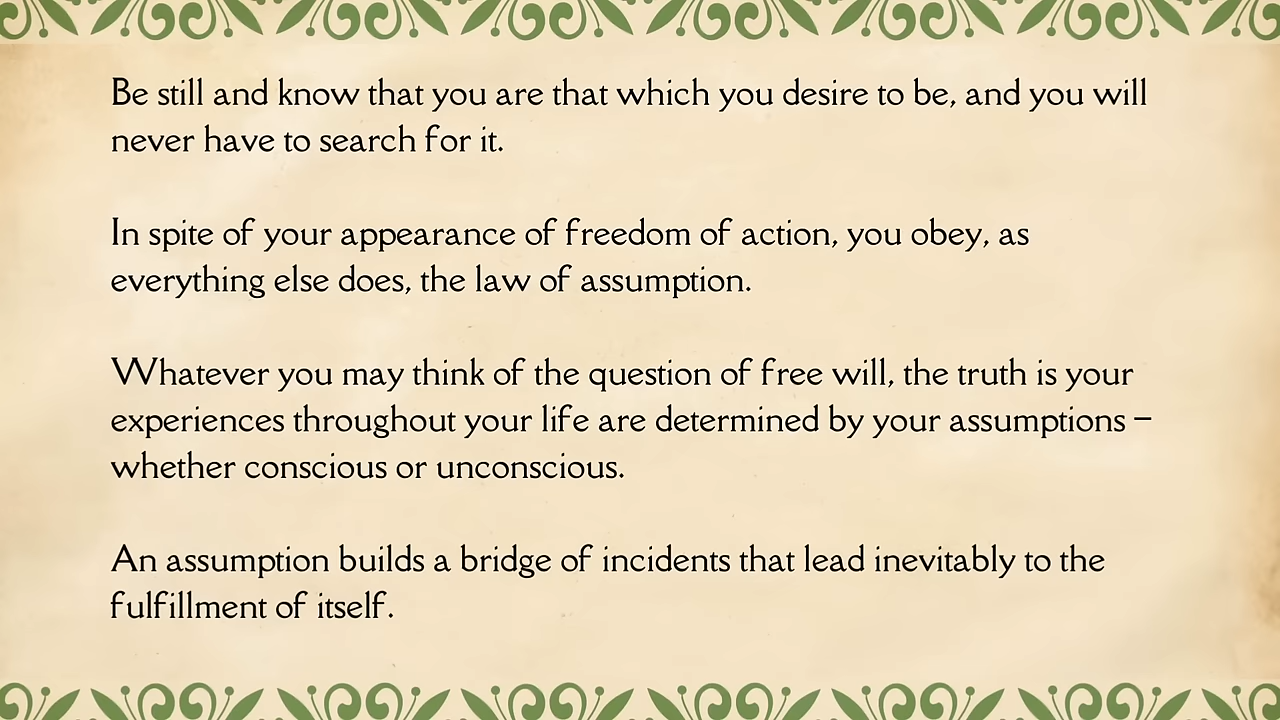 Be still and know that you are that which you desire to be, and you will
never have to search for it.
In spite of your appearance of freedom of action, you obey, as
everything else does, the law of assumption.
Whatever you may think of the question of free will, the truth is your
experiences throughout your life are determined by your assumptions –
whether conscious or unconscious.
An assumption builds a bridge of incidents that lead inevitably to the
fulfillment of itself.